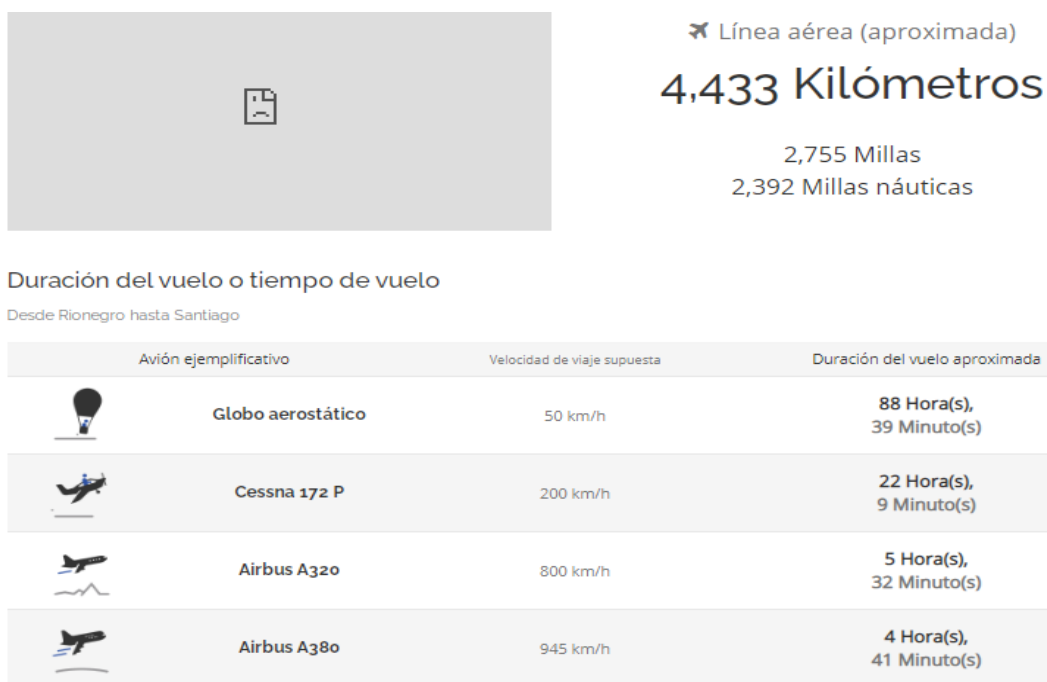 Línea aérea (aproximada)
4,433 Kilómetros
2,755 Millas
2,392 Millas náuticas
Duración del vuelo o tiempo de vuelo
Desde Rionegro hasta Santiago
Avión ejemplificativo Velocidad de viaje supuesta Duración del vuelo aproximada
Globo aerostático 50 km/h 88 Hora(s),
39 Minuto(s)
Cessna 172 P 200 km/h 22 Hora(s),
9 Minuto(s)
Airbus A320 800 km/h 5 Hora(s),
32 Minuto(s)
Airbus A380 945 km/h 4 Hora(s),
41 Minuto(s)